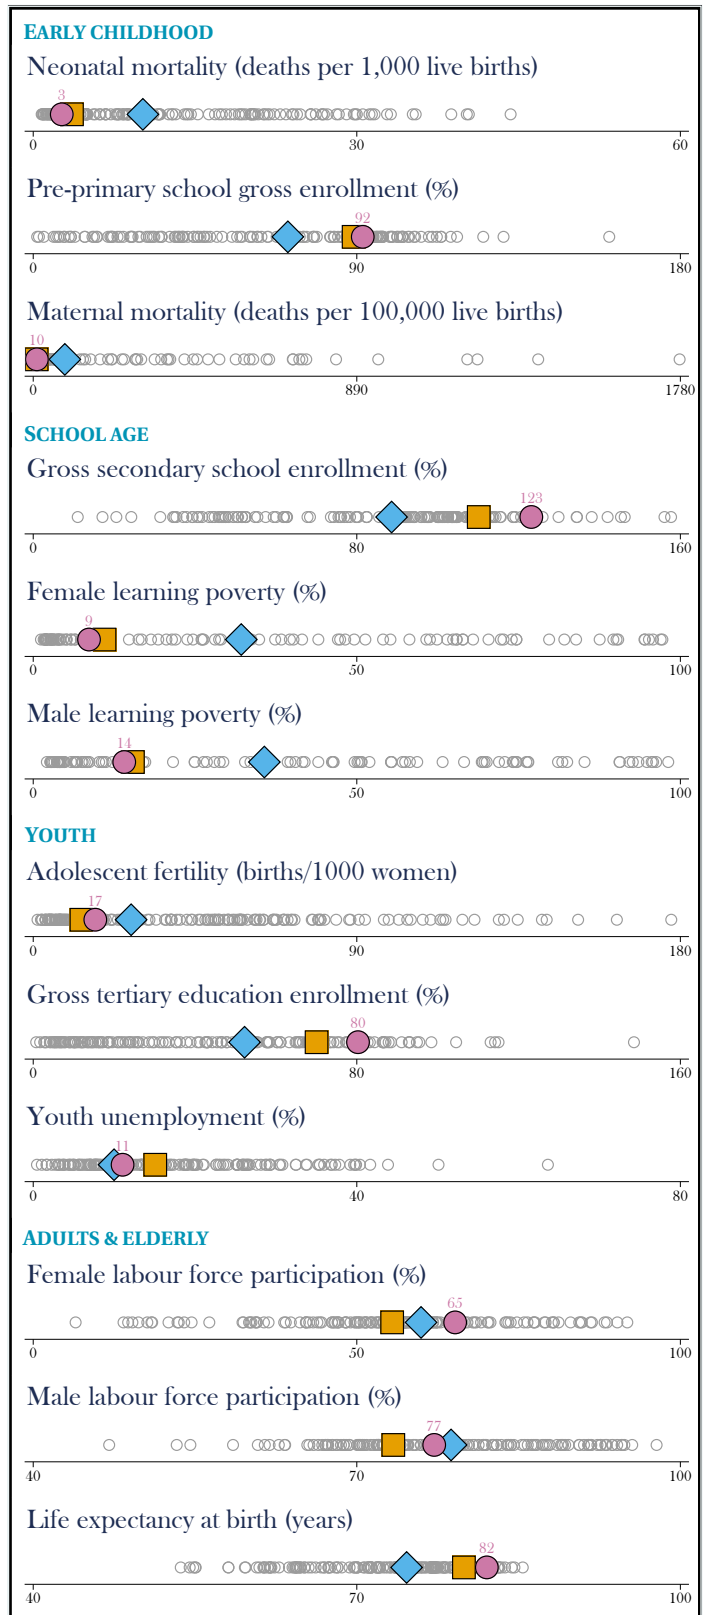 EARLY CHILDHOOD
Neonatal mortality (deaths per 1,000 live births)
3
0 30 60
Pre-primary school gross enrollment (%)
92
0 90 180
Maternal mortality (deaths per 100,000 live births)
10
0 890 1780
SCHOOL AGE
Gross secondary school enrollment (%)
123
0 80 160
Female learning poverty (%)
9
0 50 100
Male learning poverty (%)
14
0 50 100
YOUTH
Adolescent fertility (births/1000 women)
17
0 90 180
Gross tertiary education enrollment (%)
80
0 80 160
Youth unemployment (%)
11
0 40 80
ADULTS & ELDERLY
Female labour force participation (%)
65
0 50 100
Male labour force participation (%)
77
40 70 100
Life expectancy at birth (years)
82
40 70 100